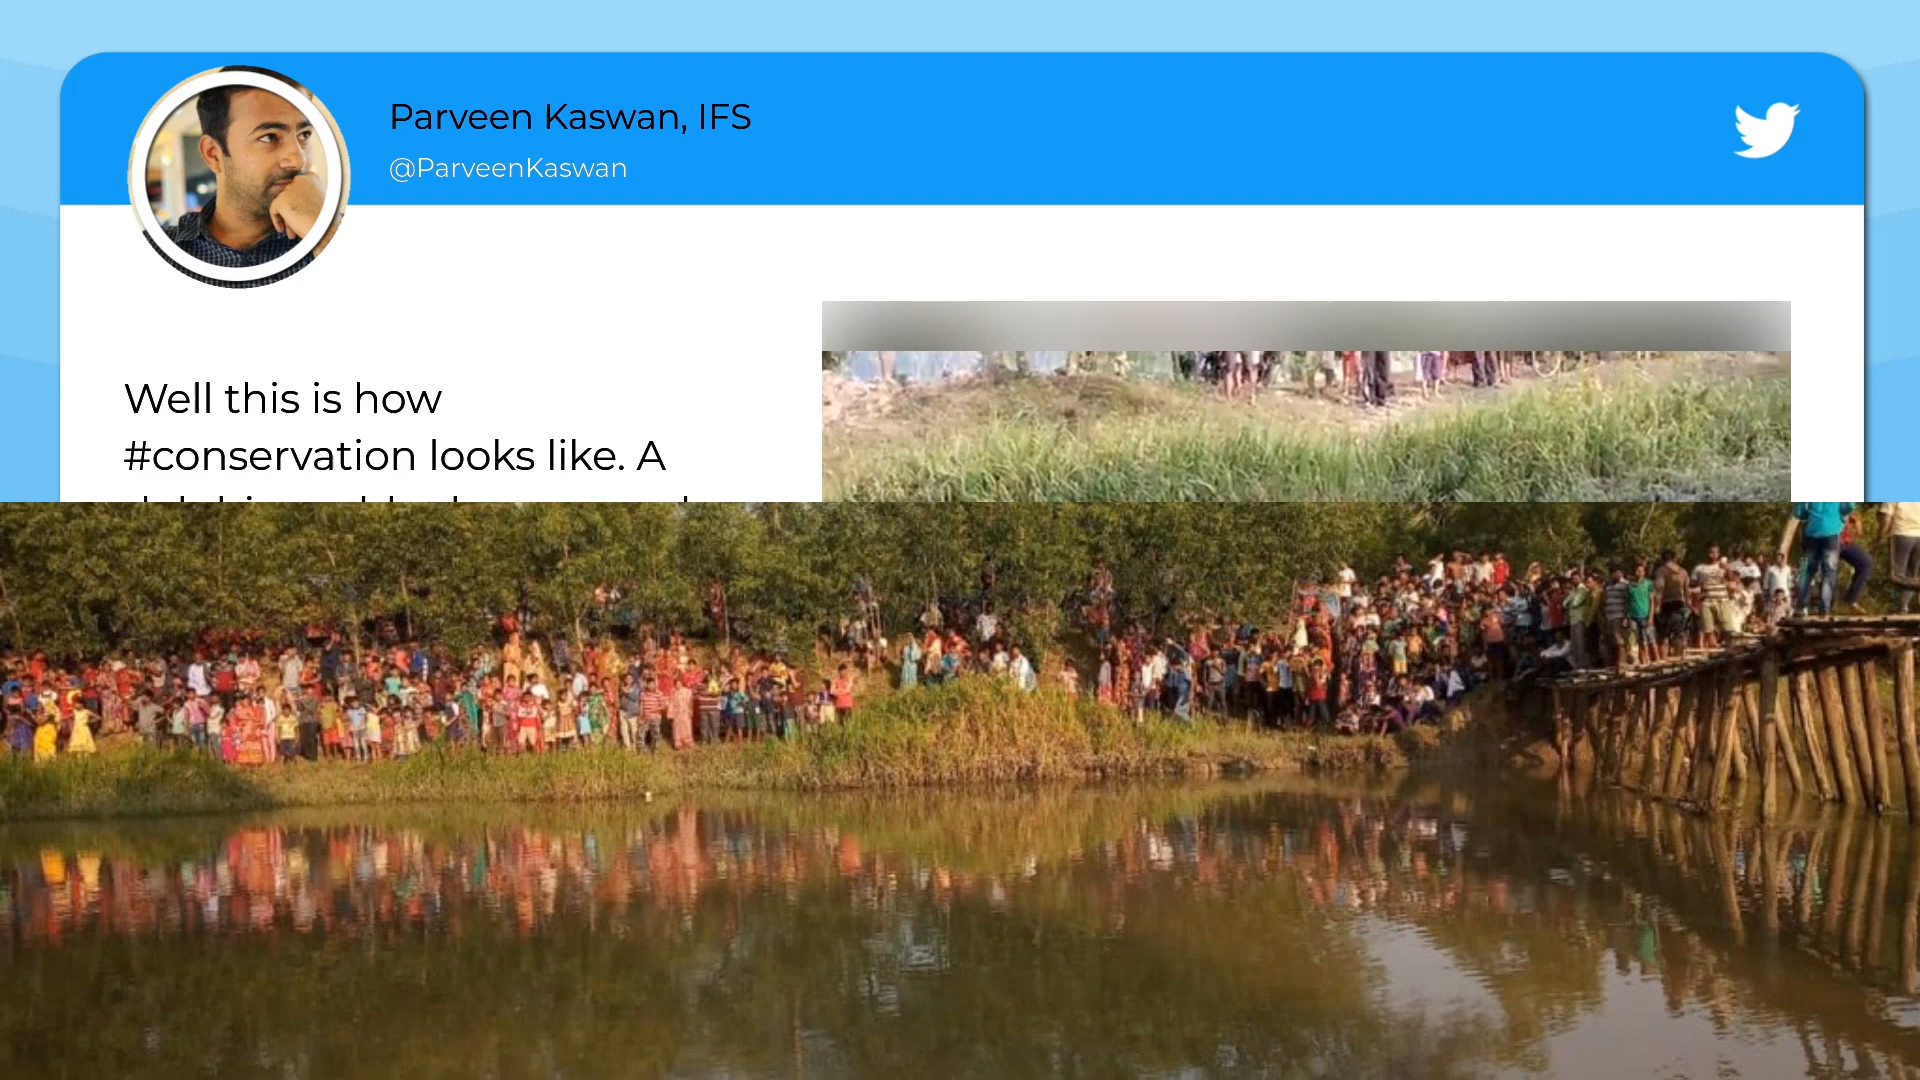 Parveen Kaswan, IFS
@ParveenKaswan
Well this is how
#conservation looks like. A